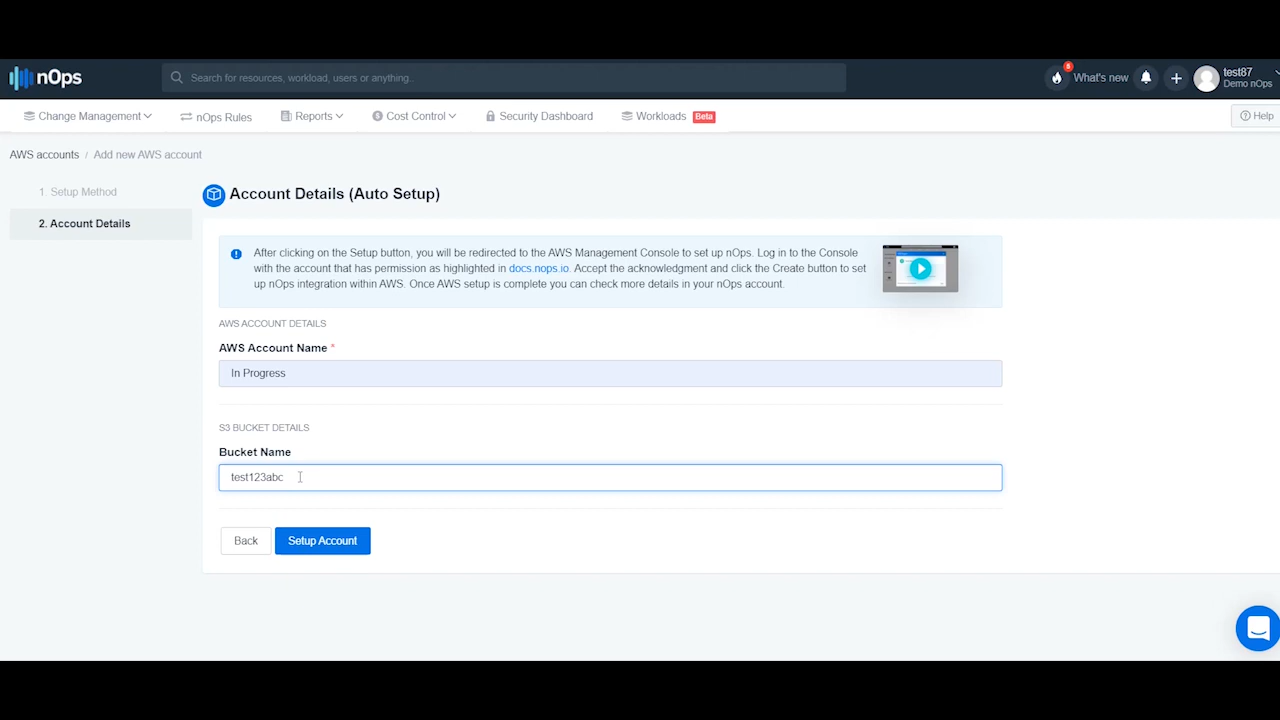 nOps
Search for resources, workload, users or anything..
5
What's new
test87
Demo nOps
Change Management
nOps Rules
Reports
Cost Control
Security Dashboard
Workloads Beta
Help
AWS accounts / Add new AWS account
1. Setup Method
2. Account Details
Account Details (Auto Setup)
After clicking on the Setup button, you will be redirected to the AWS Management Console to set up nOps. Log in to the Console
with the account that has permission as highlighted in docs.nops.io. Accept the acknowledgment and click the Create button to set
up nOps integration within AWS. Once AWS setup is complete you can check more details in your nOps account.
AWS ACCOUNT DETAILS
AWS Account Name *
In Progress
S3 BUCKET DETAILS
Bucket Name
test123abc
Back
Setup Account